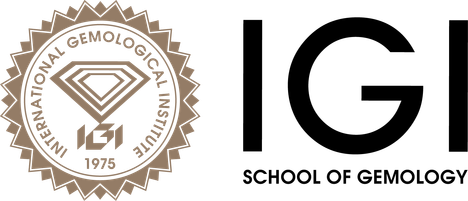 INTERNATIONAL GEMOLOGICAL INSTITUTE
IGI
1975
IGI
SCHOOL OF GEMOLOGY